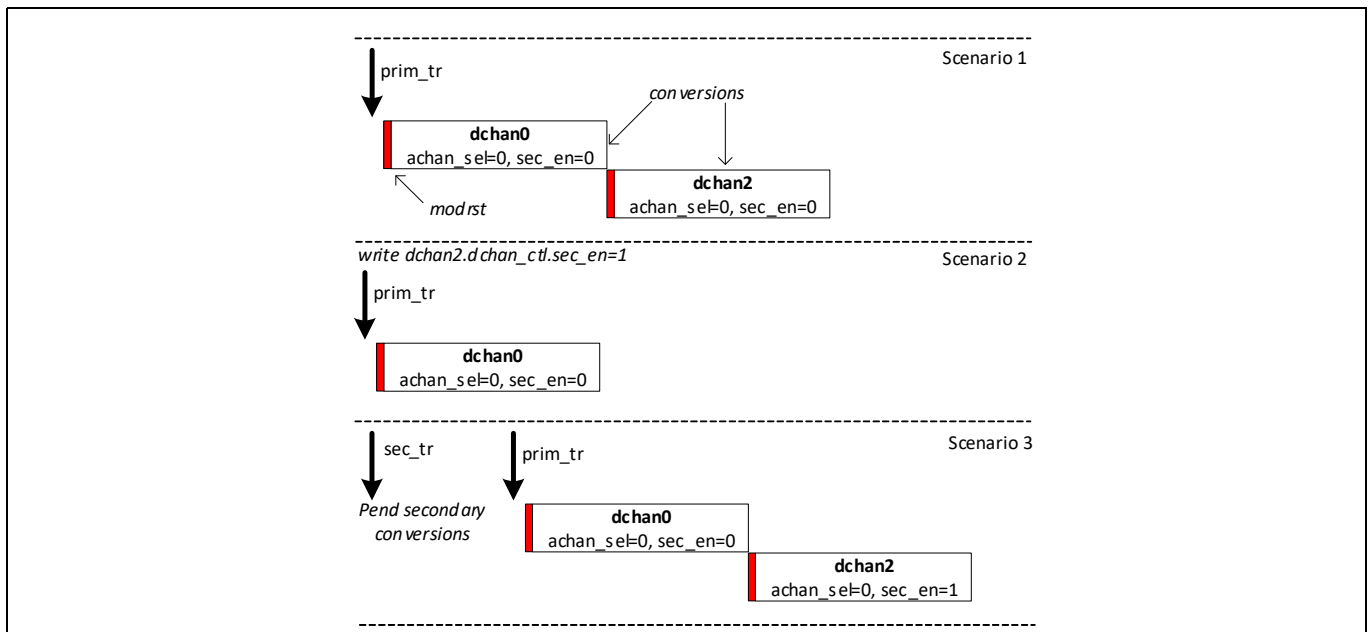 Scenario 1
prim_tr
conversions
dchan0
achan_sel=0, sec_en=0
modrst
dchan2
achan_sel=0, sec_en=0
write dchan2.dchan_ctl.sec_en=1
Scenario 2
prim_tr
dchan0
achan_sel=0, sec_en=0
Scenario 3
sec_tr
prim_tr
Pend secondary
conversions
dchan0
achan_sel=0, sec_en=0
dchan2
achan_sel=0, sec_en=1